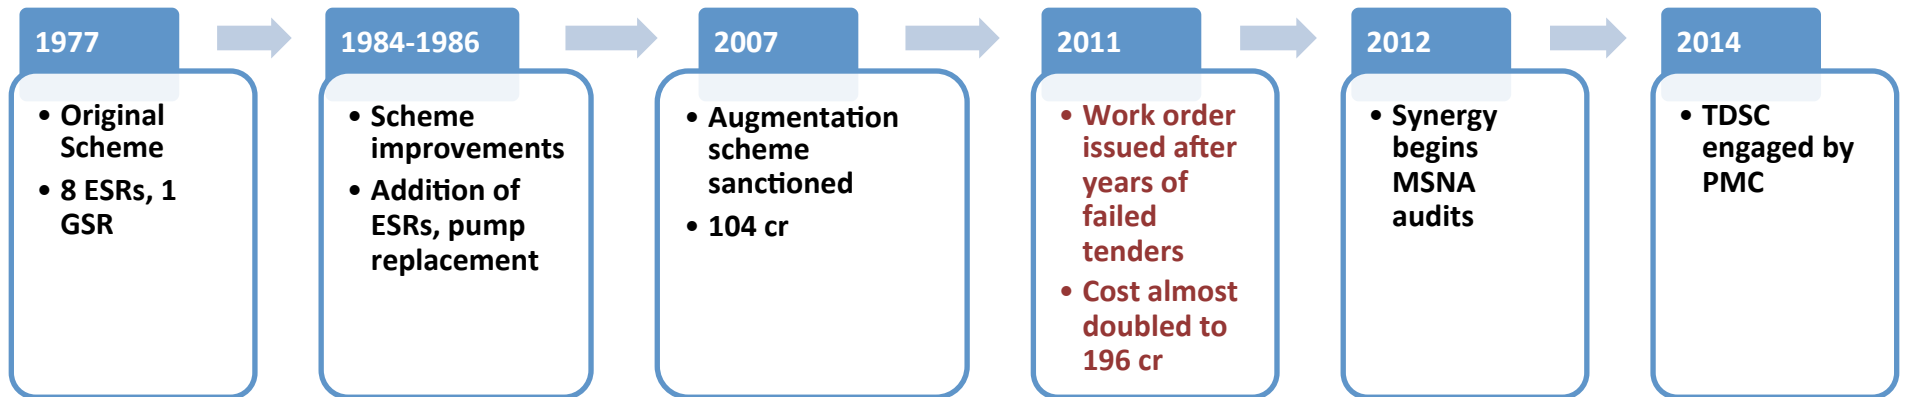 1977
• Original
Scheme
• 8 ESRs, 1
GSR
1984-1986
• Scheme
improvements
• Addition of
ESRs, pump
replacement
2007
• Augmentation
scheme
sanctioned
• 104 cr
2011
• Work order
issued after
years of
failed
tenders
• Cost almost
doubled to
196 cr
2012
• Synergy
begins
MSNA
audits
2014
• TDSC
engaged by
PMC